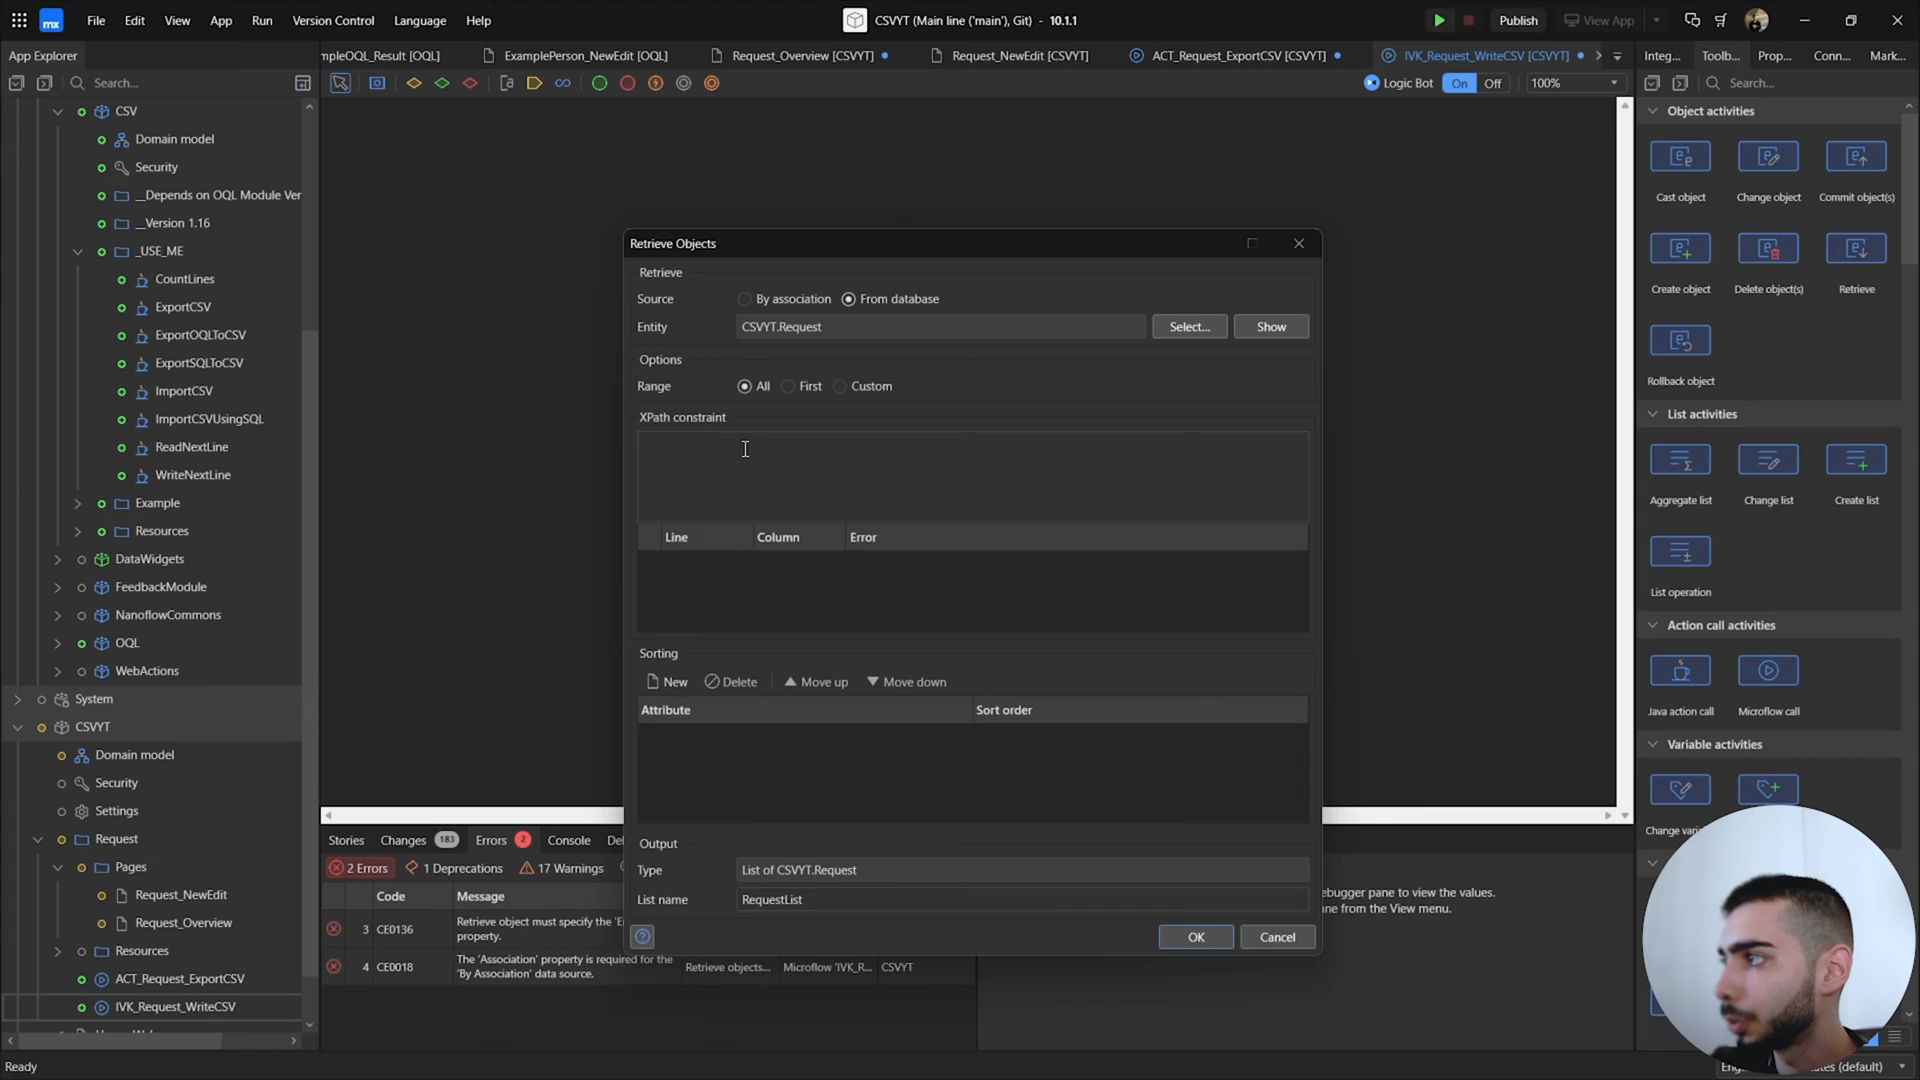 mx File Edit View App Run Version Control Language Help
CSVYT (Main line ('main'), Git) - 10.1.1
Publish View App
App Explorer
mpleOQL_Result [OQL] ExamplePerson_NewEdit [OQL] Request_Overview [CSVYT] Request_NewEdit [CSVYT] ACT_Request_ExportCSV [CSVYT] IVK_Request_WriteCSV [CSVYT]
Integ... Toolb... Prop... Conn... Mark...
Search...
Logic Bot On Off 100%
Search...
CSV
Domain model
Security
__Depends on OQL Module Ver
__Version 1.16
_USE_ME
CountLines
ExportCSV
ExportOQLToCSV
ExportSQLToCSV
ImportCSV
ImportCSVUsingSQL
ReadNextLine
WriteNextLine
Example
Resources
DataWidgets
FeedbackModule
NanoflowCommons
OQL
WebActions
System
CSVYT
Domain model
Security
Settings
Request
Pages
Request_NewEdit
Request_Overview
Resources
ACT_Request_ExportCSV
IVK_Request_WriteCSV
Retrieve Objects
Retrieve
Source By association From database
Entity CSVYT.Request Select... Show
Options
Range All First Custom
XPath constraint
Line Column Error
Sorting
New Delete Move up Move down
Attribute Sort order
Output
Type List of CSVYT.Request
List name RequestList
OK Cancel
Stories Changes 183 Errors 2 Console De
2 Errors 1 Deprecations 17 Warnings
Code Message
3 CE0136 Retrieve object must specify the 'E
property.
4 CE0018 The 'Association' property is required for the
'By Association' data source.
Retrieve objects... Microflow 'IVK_R... CSVYT
ebugger pane to view the values.
ne from the View menu.
Object activities
Cast object Change object Commit object(s)
Create object Delete object(s) Retrieve
Rollback object
List activities
Aggregate list Change list Create list
List operation
Action call activities
Java action call Microflow call
Variable activities
Change vari
Ready
(default)